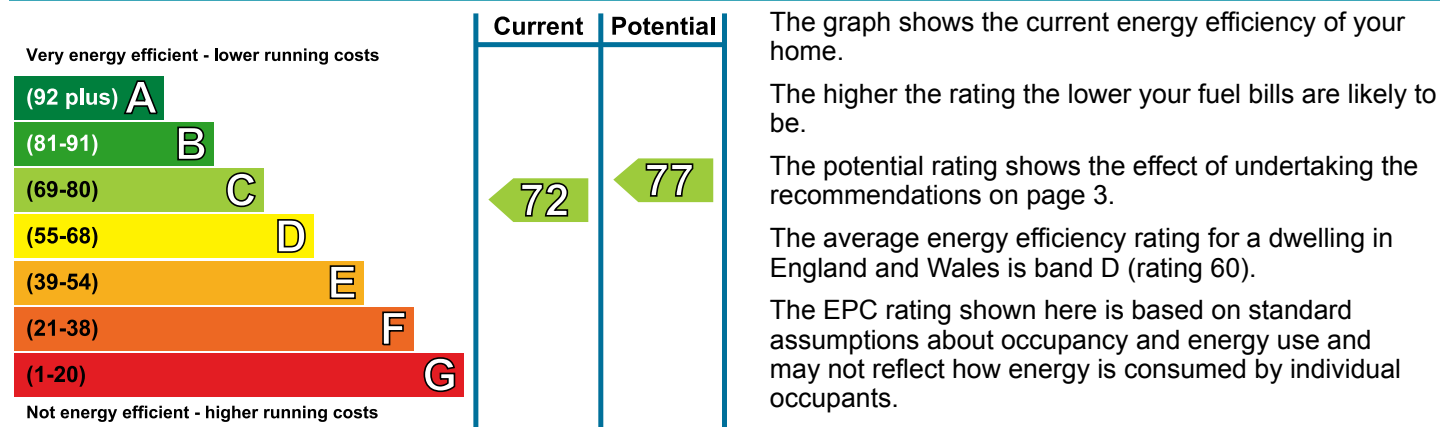 Current Potential
Very energy efficient - lower running costs
(92 plus) A
(81-91) B
(69-80) C
(55-68) D
(39-54) E
(21-38) F
(1-20) G
Not energy efficient - higher running costs
72
77
The graph shows the current energy efficiency of your
home.
The higher the rating the lower your fuel bills are likely to
be.
The potential rating shows the effect of undertaking the
recommendations on page 3.
The average energy efficiency rating for a dwelling in
England and Wales is band D (rating 60).
The EPC rating shown here is based on standard
assumptions about occupancy and energy use and
may not reflect how energy is consumed by individual
occupants.